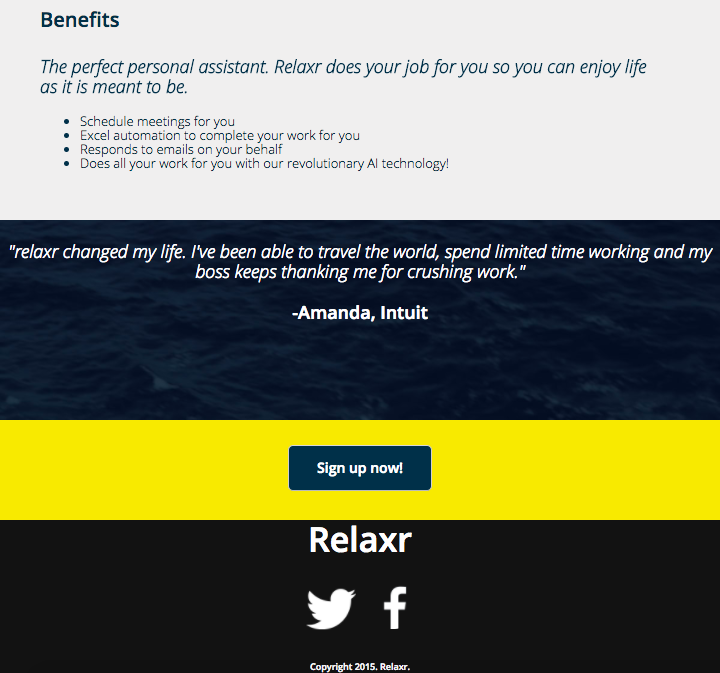 Benefits
The perfect personal assistant. Relaxr does your job for you so you can enjoy life
as it is meant to be.
Schedule meetings for you
Excel automation to complete your work for you
Responds to emails on your behalf
Does all your work for you with our revolutionary AI technology!
"relaxr changed my life. I've been able to travel the world, spend limited time working and my
boss keeps thanking me for crushing work."
-Amanda, Intuit
Sign up now!
Relaxr
Copyright 2015. Relaxr.